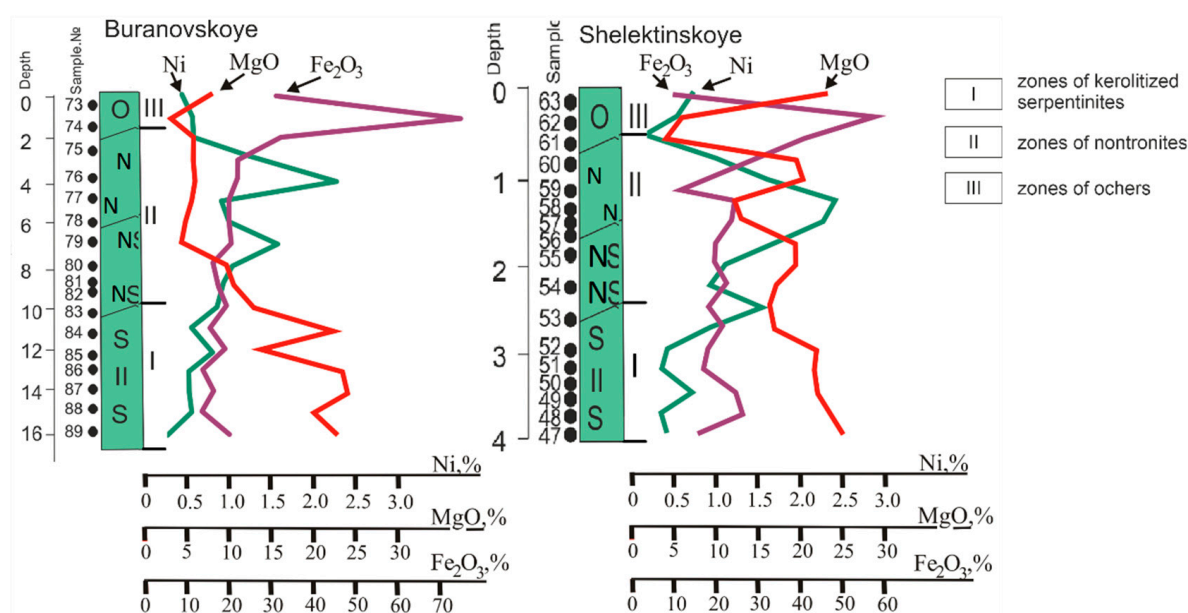 Buranovskoye
Depth
Sample.№
Ni
MgO
Fe₂O₃
0
2
4
6
8
10
12
14
16
73
74
75
76
77
78
79
80
81
82
83
84
85
86
87
88
89
O
N
N
NS
NS
S
II
S
III
II
I
Ni,%
0 0.5 1.0 1.5 2.0 2.5 3.0
MgO,%
0 5 10 15 20 25 30
Fe₂O₃,%
0 10 20 30 40 50 60 70
Shelektinskoye
Depth
Sample
Fe₂O₃
Ni
MgO
0
1
2
3
4
63
62
61
60
59
58
57
56
55
54
53
52
51
50
49
48
47
O
N
N
NS
NS
S
II
S
III
II
I
Ni,%
0 0.5 1.0 1.5 2.0 2.5 3.0
MgO,%
0 5 10 15 20 25 30
Fe₂O₃,%
0 10 20 30 40 50 60
I zones of kerolitized
serpentinites
II zones of nontronites
III zones of ochers